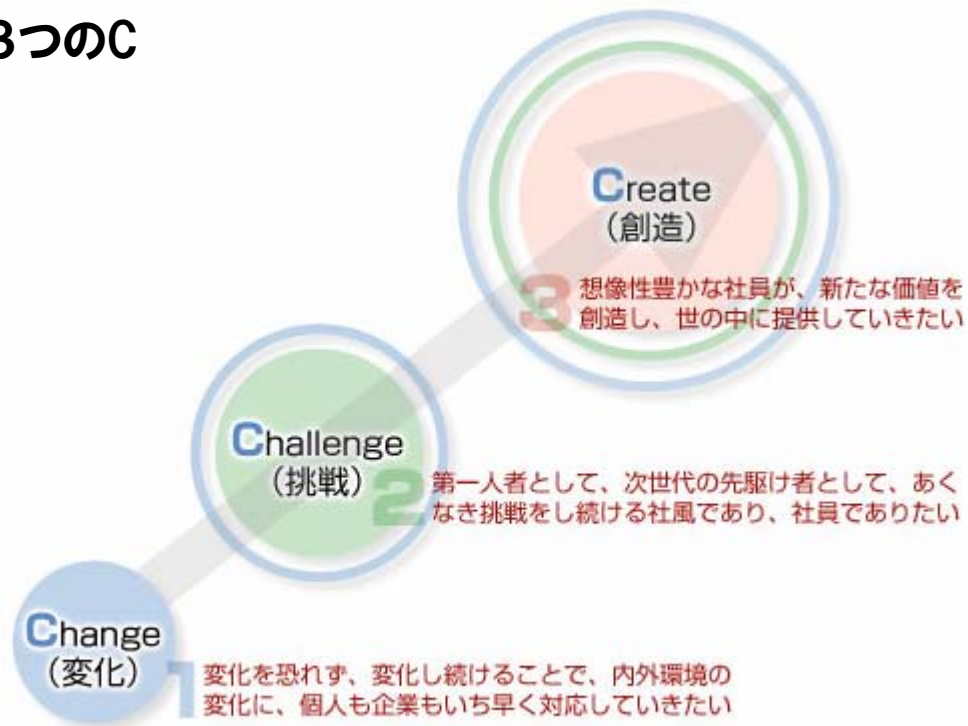 3つのC
Create
（創造）
3
想像性豊かな社員が、新たな価値を
創造し、世の中に提供していきたい
Challenge
（挑戦）
2
第一人者として、次世代の先駆け者として、あく
なき挑戦をし続ける社風であり、社員でありたい
Change
（変化）
1
変化を恐れず、変化し続けることで、内外環境の
変化に、個人も企業もいち早く対応していきたい